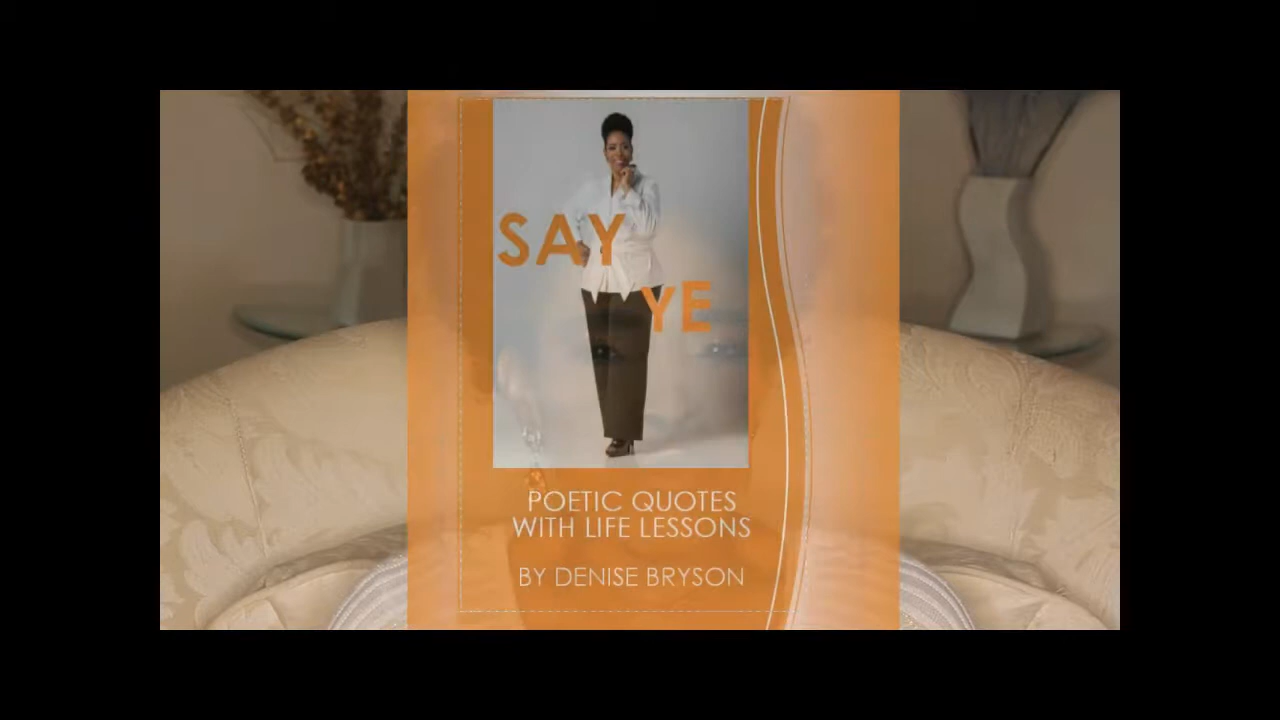 SAY
YE
POETIC QUOTES
WITH LIFE LESSONS
BY DENISE BRYSON